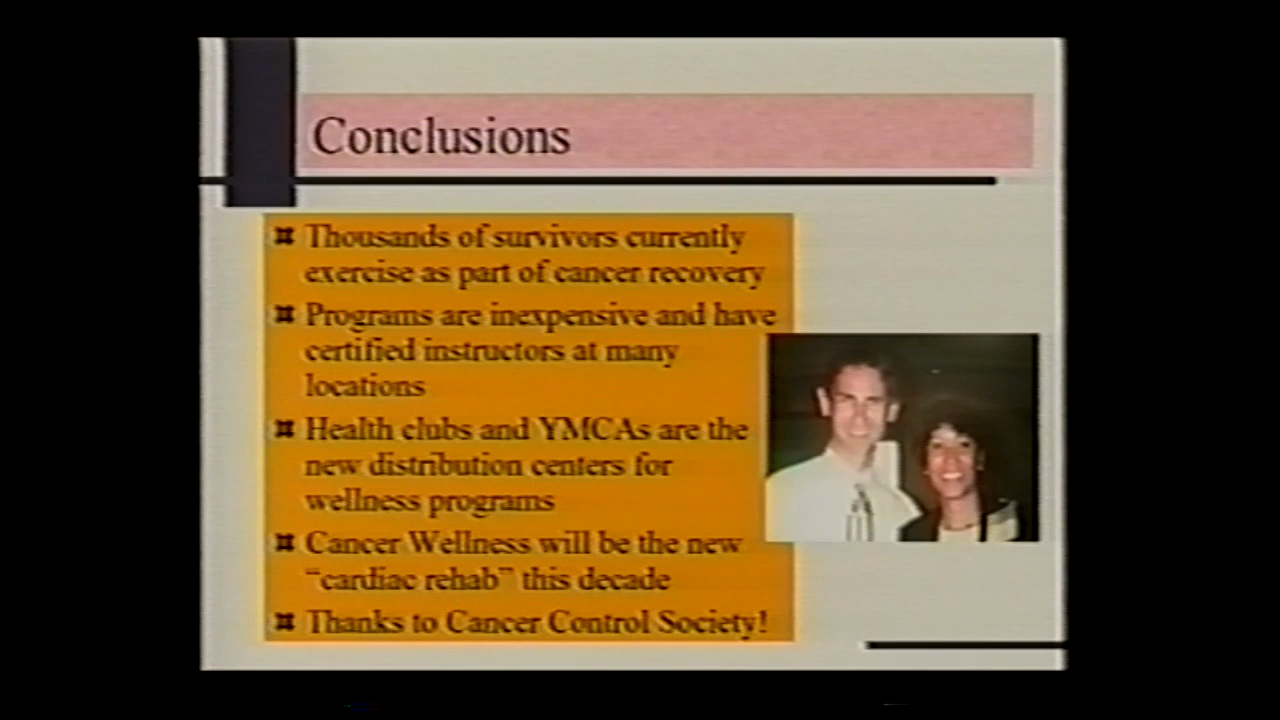 Conclusions
Thousands of survivors currently
exercise as part of cancer recovery
Programs are inexpensive and have
certified instructors at many
locations
Health clubs and YMCAs are the
new distribution centers for
wellness programs
Cancer Wellness will be the new
"cardiac rehab" this decade
Thanks to Cancer Control Society!